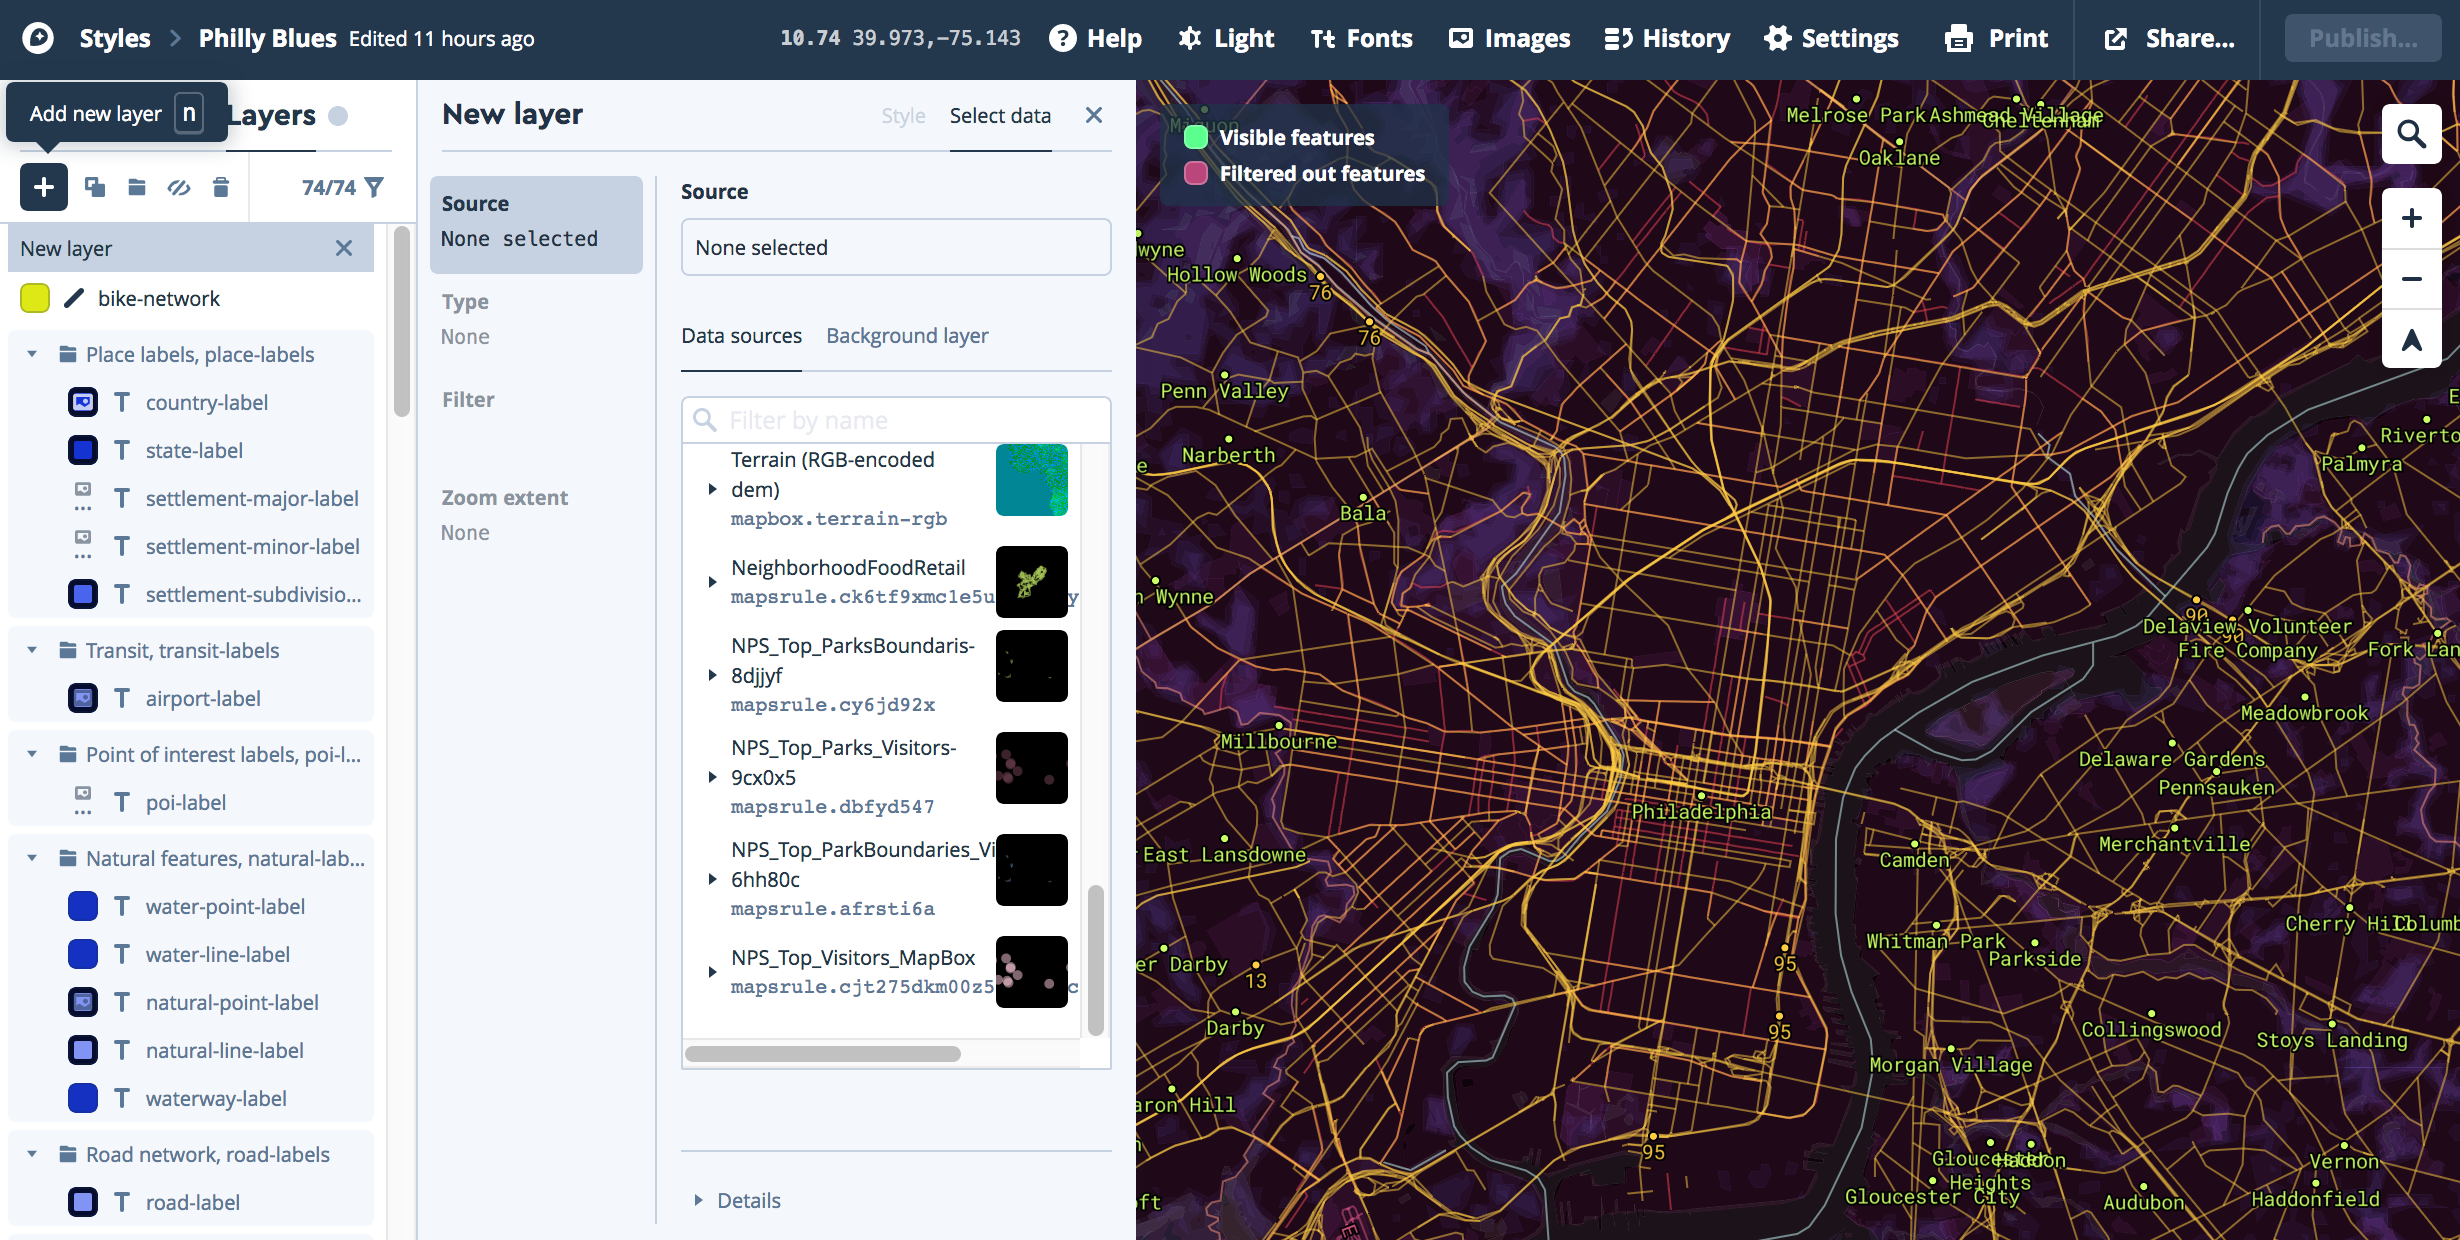 Styles > Philly Blues Edited 11 hours ago
10.74 39.973,-75.143
Help
Light
Fonts
Images
History
Settings
Print
Share...
Publish...
Add new layer n
Layers
74/74
New layer
bike-network
Place labels, place-labels
country-label
state-label
settlement-major-label
settlement-minor-label
settlement-subdivisio...
Transit, transit-labels
airport-label
Point of interest labels, poi-l...
poi-label
Natural features, natural-lab...
water-point-label
water-line-label
natural-point-label
natural-line-label
waterway-label
Road network, road-labels
road-label
New layer
Style
Select data
Source
None selected
Type
None
Filter
Zoom extent
None
Source
None selected
Data sources
Background layer
Filter by name
Terrain (RGB-encoded
dem)
mapbox.terrain-rgb
NeighborhoodFoodRetail
mapsrule.ck6tf9xmc1e5u
y
NPS_Top_ParksBoundaris-
8djjyf
mapsrule.cy6jd92x
NPS_Top_Parks_Visitors-
9cx0x5
mapsrule.dbfyd547
NPS_Top_ParkBoundaries_Vi
6hh80c
mapsrule.afrsti6a
NPS_Top_Visitors_MapBox
mapsrule.cjt275dkm00z5
c
Details
Miquon
Visible features
Filtered out features
Melrose Park
Ashmead Village
Cheltenham
Oaklane
wyne
Hollow Woods
76
76
Penn Valley
Narberth
e
Bala
E
Riverto
Palmyra
n Wynne
90
90
Delaview Volunteer
Fire Company
Fork Lan
Meadowbrook
Millbourne
Delaware Gardens
Pennsauken
Philadelphia
East Lansdowne
Camden
Merchantville
Cherry Hill
Columb
Whitman Park
Parkside
er Darby
13
95
Darby
95
Collingswood
Stoys Landing
Morgan Village
aron Hill
95
Gloucester
Heights
Haddon
Gloucester City
Vernon
Audubon
Haddonfield
oft